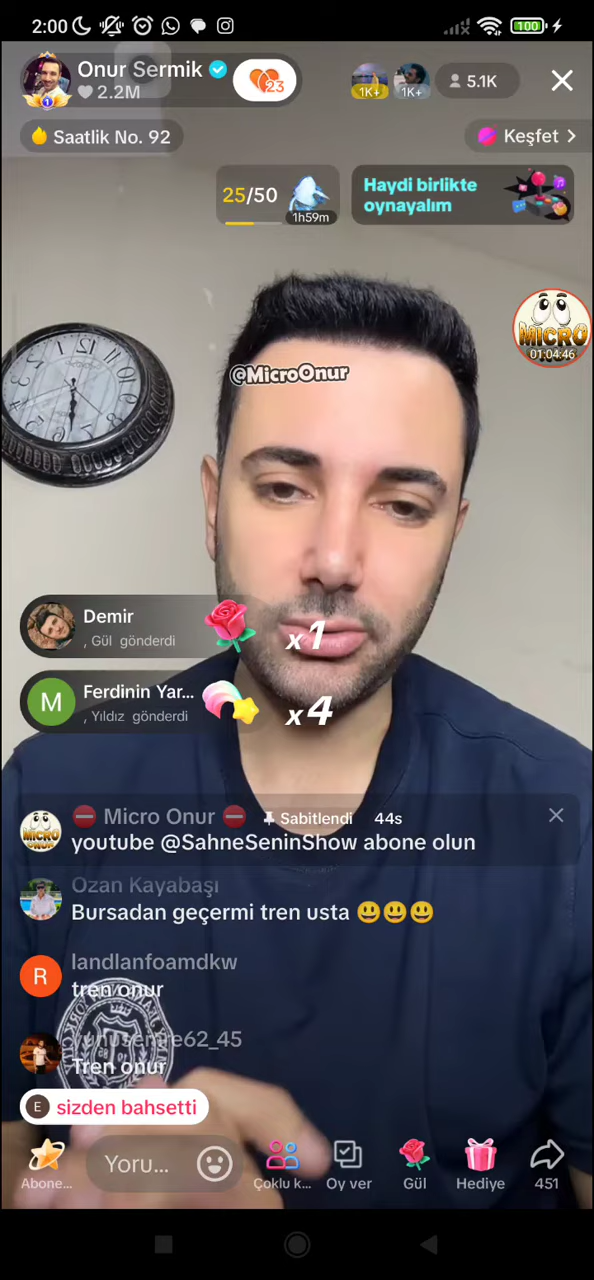 2:00
100
Onur Sermik
2.2M
23
1K+
1K+
5.1K
Saatlik No. 92
Keşfet
25/50
1h59m
Haydi birlikte
oynayalım
MICRO
01:04:46
@MicroOnur
Demir
, Gül gönderdi
x1
M
Ferdinin Yar...
, Yıldız gönderdi
x4
Micro Onur
Sabitlendi
44s
youtube @SahneSeninShow abone olun
Ozan Kayabaşı
Bursadan geçermi tren usta 😃😃😃
R
landlanfoamdkw
tren onur
yunusemre62_45
Tren onur
E
sizden bahsetti
Abone...
Yoru...
Çoklu k...
Oy ver
Gül
Hediye
451